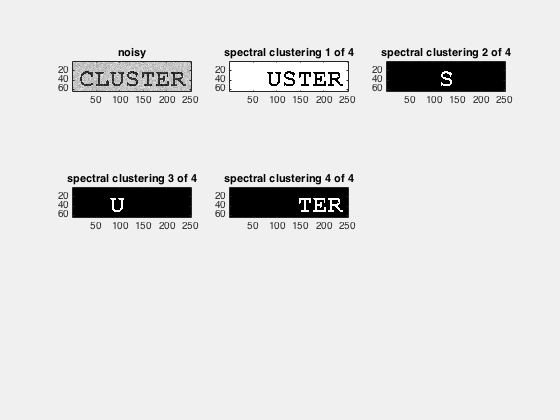 noisy
20
40
60
CLUSTER
50 100 150 200 250
spectral clustering 1 of 4
20
40
60
USTER
50 100 150 200 250
spectral clustering 2 of 4
20
40
60
S
50 100 150 200 250
spectral clustering 3 of 4
20
40
60
U
50 100 150 200 250
spectral clustering 4 of 4
20
40
60
TER
50 100 150 200 250